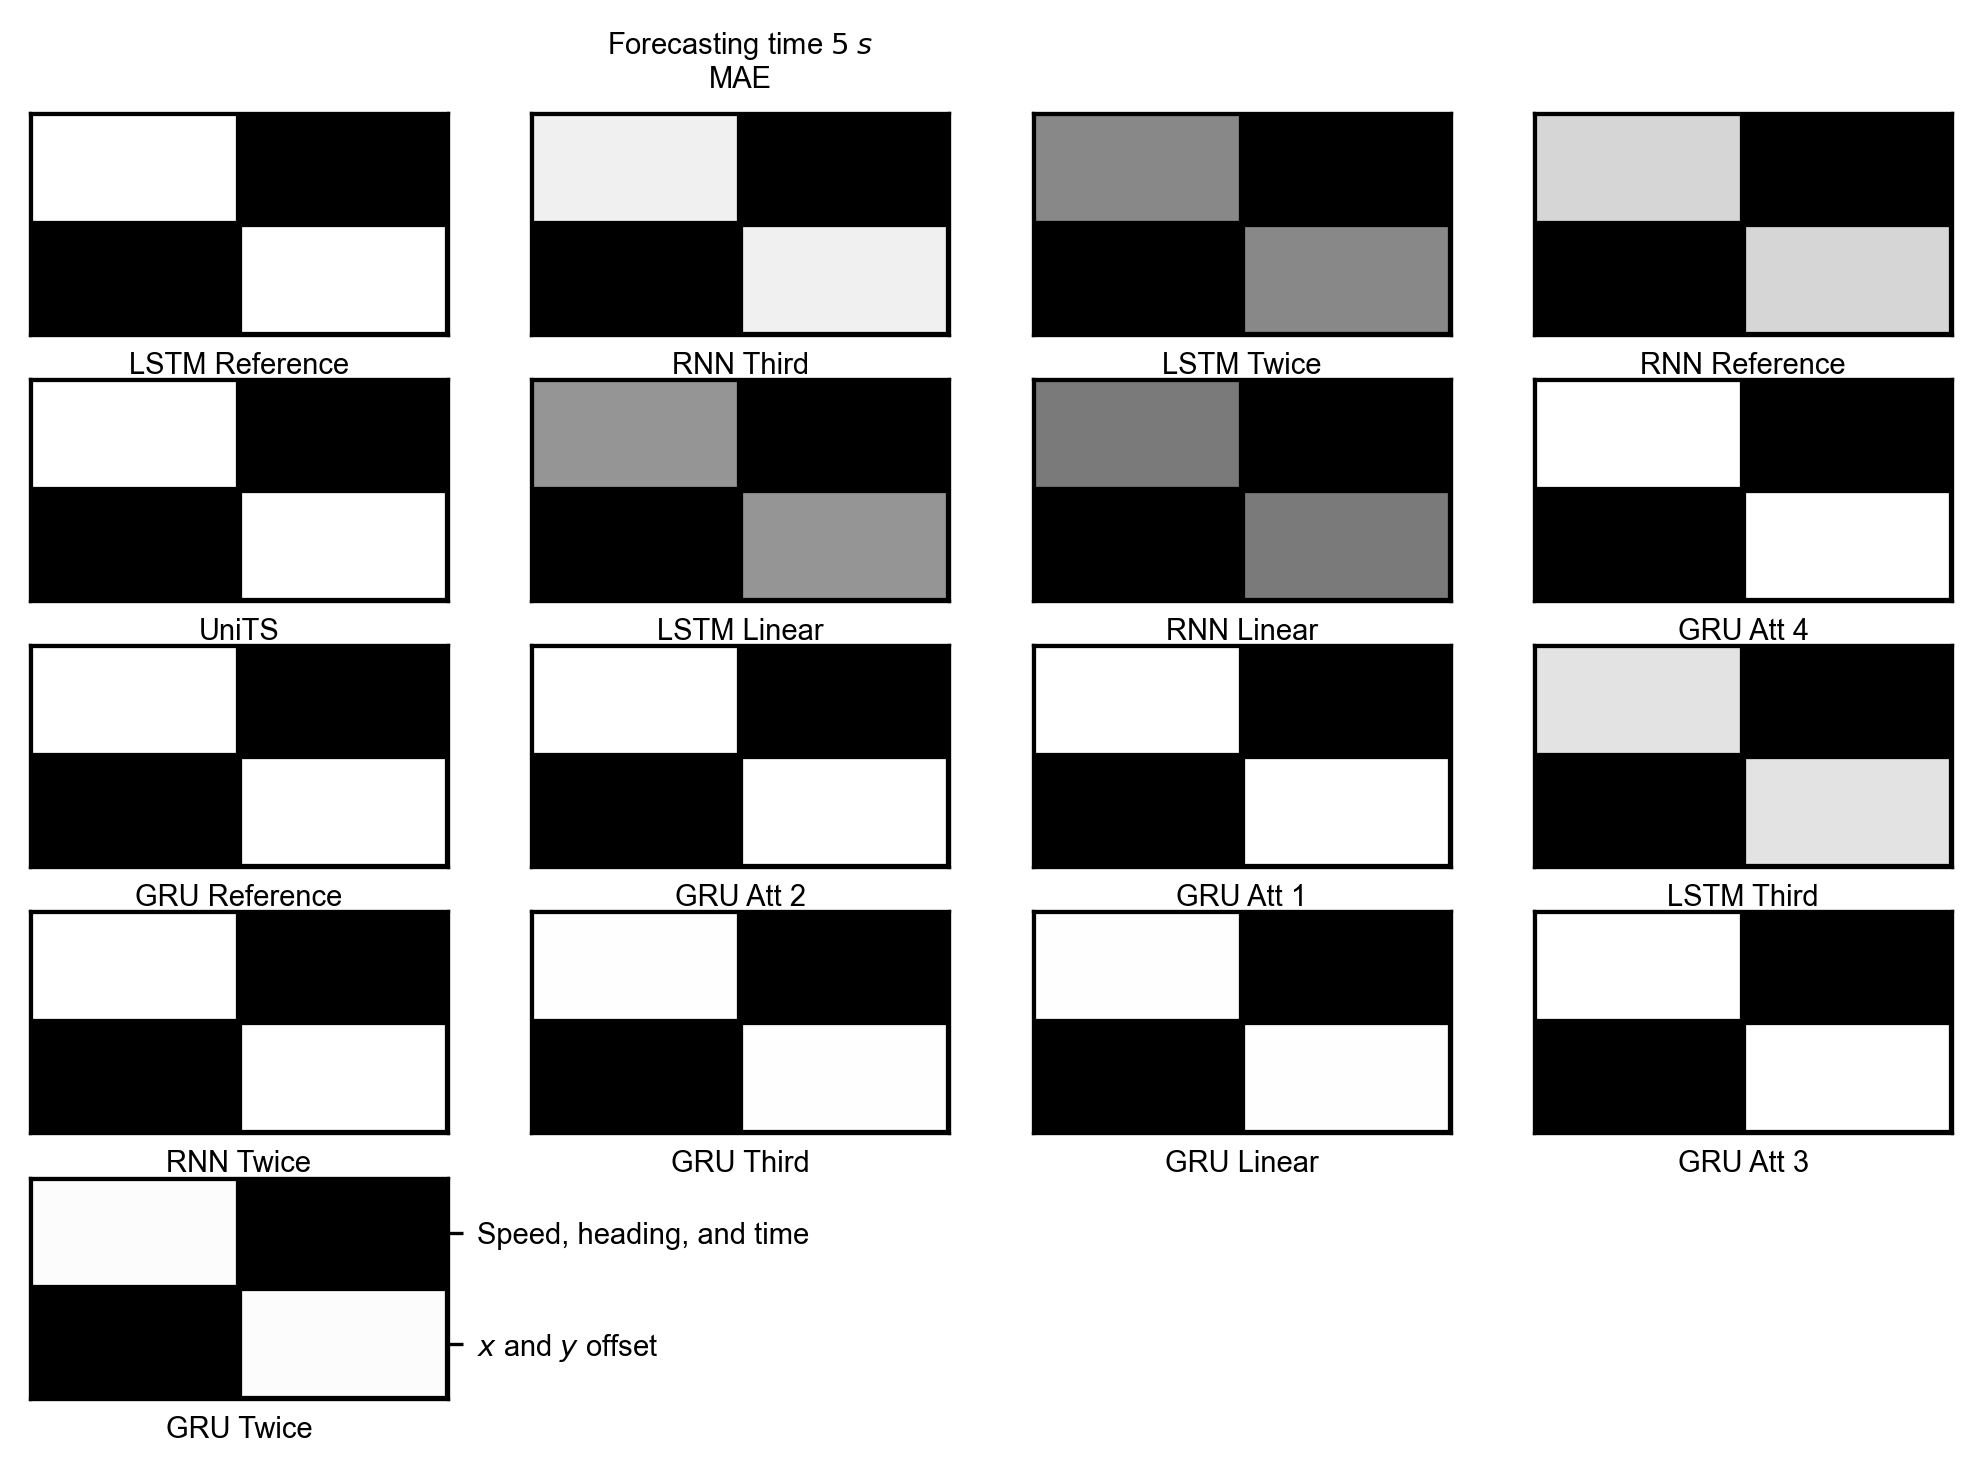 Forecasting time 5 s
MAE
LSTM Reference
RNN Third
LSTM Twice
RNN Reference
UniTS
LSTM Linear
RNN Linear
GRU Att 4
GRU Reference
GRU Att 2
GRU Att 1
LSTM Third
RNN Twice
GRU Third
GRU Linear
GRU Att 3
Speed, heading, and time
x and y offset
GRU Twice